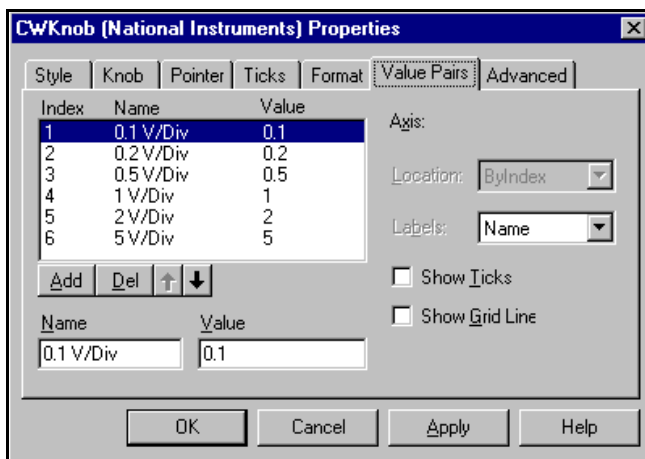 CWKnob (National Instruments) Properties
Style Knob Pointer Ticks Format Value Pairs Advanced
Index Name Value
1 0.1 V/Div 0.1
2 0.2 V/Div 0.2
3 0.5 V/Div 0.5
4 1 V/Div 1
5 2 V/Div 2
6 5 V/Div 5
Add Del
Name Value
0.1 V/Div 0.1
Axis:
Location: ByIndex
Labels: Name
Show Ticks
Show Grid Line
OK Cancel Apply Help